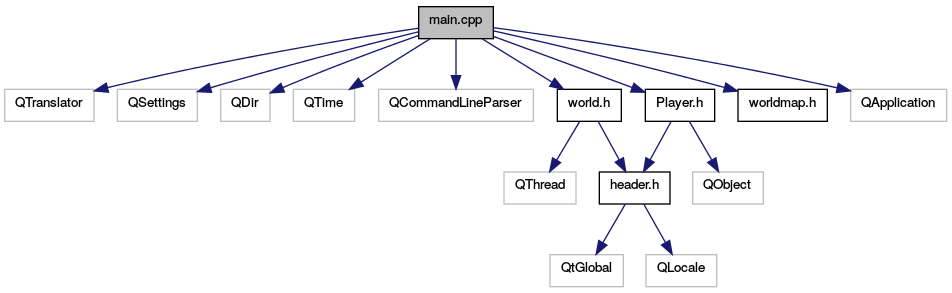 main.cpp
QTranslator
QSettings
QDir
QTime
QCommandLineParser
world.h
Player.h
worldmap.h
QApplication
QThread
header.h
QObject
QtGlobal
QLocale